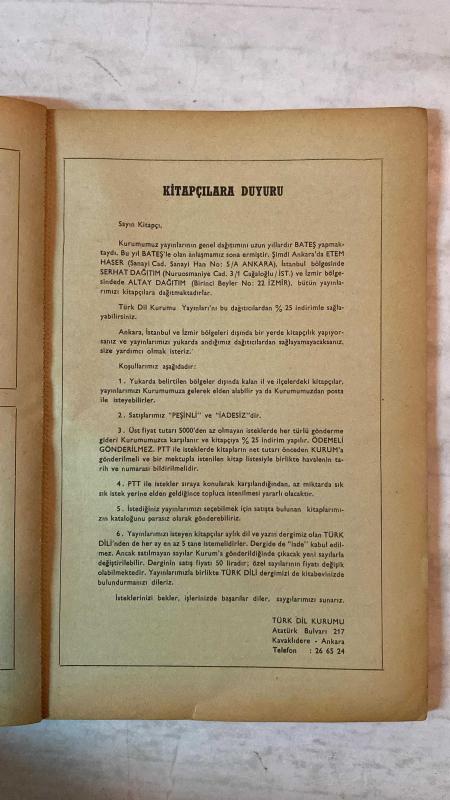 KİTAPÇILARA DUYURU
Sayın Kitapçı,
Kurumumuz yayınlarının genel dağıtımını uzun yıllardır BATEŞ yapmak-
taydı. Bu yıl BATEŞ'le olan anlaşmamız sona ermiştir. Şimdi Ankara'da ETEM
HASER (Sanayi Cad. Sanayi Han No: 5/A ANKARA), İstanbul bölgesinde
SERHAT DAĞITIM (Nuruosmaniye Cad. 3/1 Cağaloğlu/İST.) ve İzmir bölge-
sindede ALTAY DAĞITIM (Birinci Beyler No: 22 İZMİR), bütün yayınla-
rımızı kitapçılara dağıtmaktadırlar.
Türk Dil Kurumu Yayınları'nı bu dağıtıcılardan % 25 indirimle sağla-
yabilirsiniz.
Ankara, İstanbul ve İzmir bölgeleri dışında bir yerde kitapçılık yapıyor-
sanız ve yayınlarımızı yukarda andığımız dağıtıcılardan sağlayamayacaksanız,
size yardımcı olmak isteriz.
Koşullarımız aşağıdadır:
1. Yukarda belirtilen bölgeler dışında kalan il ve ilçelerdeki kitapçılar,
yayınlarımızı Kurumumuza gelerek elden alabilir ya da Kurumumuzdan posta
ile isteyebilirler.
2. Satışlarımız "PEŞİNLİ" ve "İADESİZ"dir.
3. Üst fiyat tutarı 5000'den az olmayan isteklerde her türlü gönderme
gideri Kurumumuzca karşılanır ve kitapçıya % 25 indirim yapılır. ÖDEMELİ
GÖNDERİLMEZ. PTT ile isteklerde kitapların net tutarı önceden KURUM'a
gönderilmeli ve bir mektupla istenilen kitap listesiyle birlikte havalenin ta-
rih ve numarası bildirilmelidir.
4. PTT ile istekler sıraya konularak karşılandığından, az miktarda sık
sık istek yerine elden geldiğince topluca istenilmesi yararlı olacaktır.
5. İstediğiniz yayınlarımızı seçebilmek için satışta bulunan kitaplarımı-
zın kataloğunu parasız olarak gönderebiliriz.
6. Yayınlarımızı isteyen kitapçılar aylık dil ve yazın dergimiz olan TÜRK
DİLİ'nden de her ay en az 5 tane istemelidirler. Dergide de "iade" kabul edil-
mez. Ancak satılmayan sayılar Kurum'a gönderildiğinde çıkacak yeni sayılarla
değiştirilebilir. Derginin satış fiyatı 50 liradır; özel sayılarının fiyatı değişik
olabilmektedir. Yayınlarımızla birlikte TÜRK DİLİ dergimizi de kitabevinizde
bulundurmanızı dileriz.
İsteklerinizi bekler, işlerinizde başarılar diler, saygılarımızı sunarız.
TÜRK DİL KURUMU
Atatürk Bulvarı 217
Kavaklıdere - Ankara
Telefon : 26 65 24